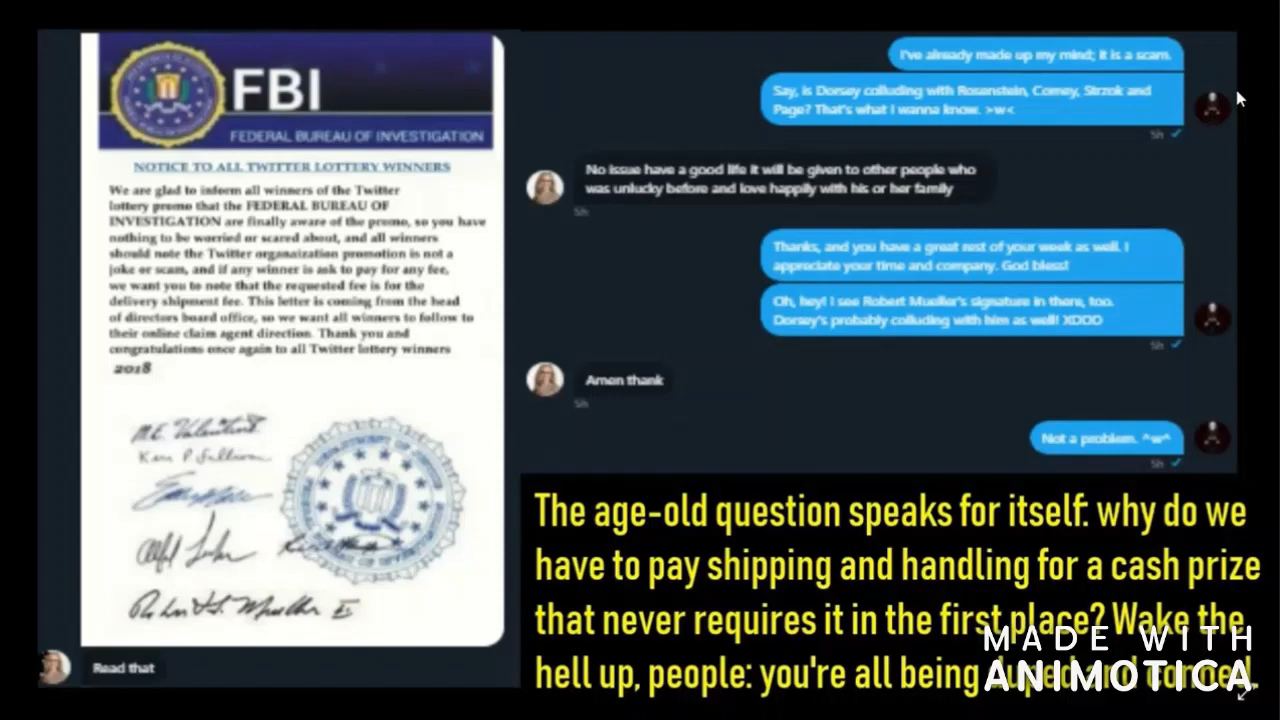 FBI
FEDERAL BUREAU OF INVESTIGATION
NOTICE TO ALL TWITTER LOTTERY WINNERS
We are glad to inform all winners of the Twitter
lottery promo that the FEDERAL BUREAU OF
INVESTIGATION are finally aware of the promo, so you have
nothing to be worried or scared about, and all winners
should note the Twitter organaization promotion is not a
joke or scam, and if any winner is ask to pay for any fee,
we want you to note that the requested fee is for the
delivery shipment fee. This letter is coming from the head
of directors board office, so we want all winners to follow to
their online claim agent direction. Thank you and
congratulations once again to all Twitter lottery winners
2018
Read that
I've already made up my mind; it is a scam.
Say, is Dorsey colluding with Rosenstein, Comey, Strzok and
Page? That's what I wanna know. >w<
5h
No issue have a good life it will be given to other people who
was unlucky before and love happily with his or her family
5h
Thanks, and you have a great rest of your week as well. I
appreciate your time and company. God bless!
Oh, hey! I see Robert Mueller's signature in there, too.
Dorsey's probably colluding with him as well! XDDD
5h
Amen thank
5h
Not a problem. ^w^
5h
The age-old question speaks for itself: why do we
have to pay shipping and handling for a cash prize
that never requires it in the first place? Wake the
hell up, people: you're all being duped and conned.
MADE WITH
ANIMOTICA